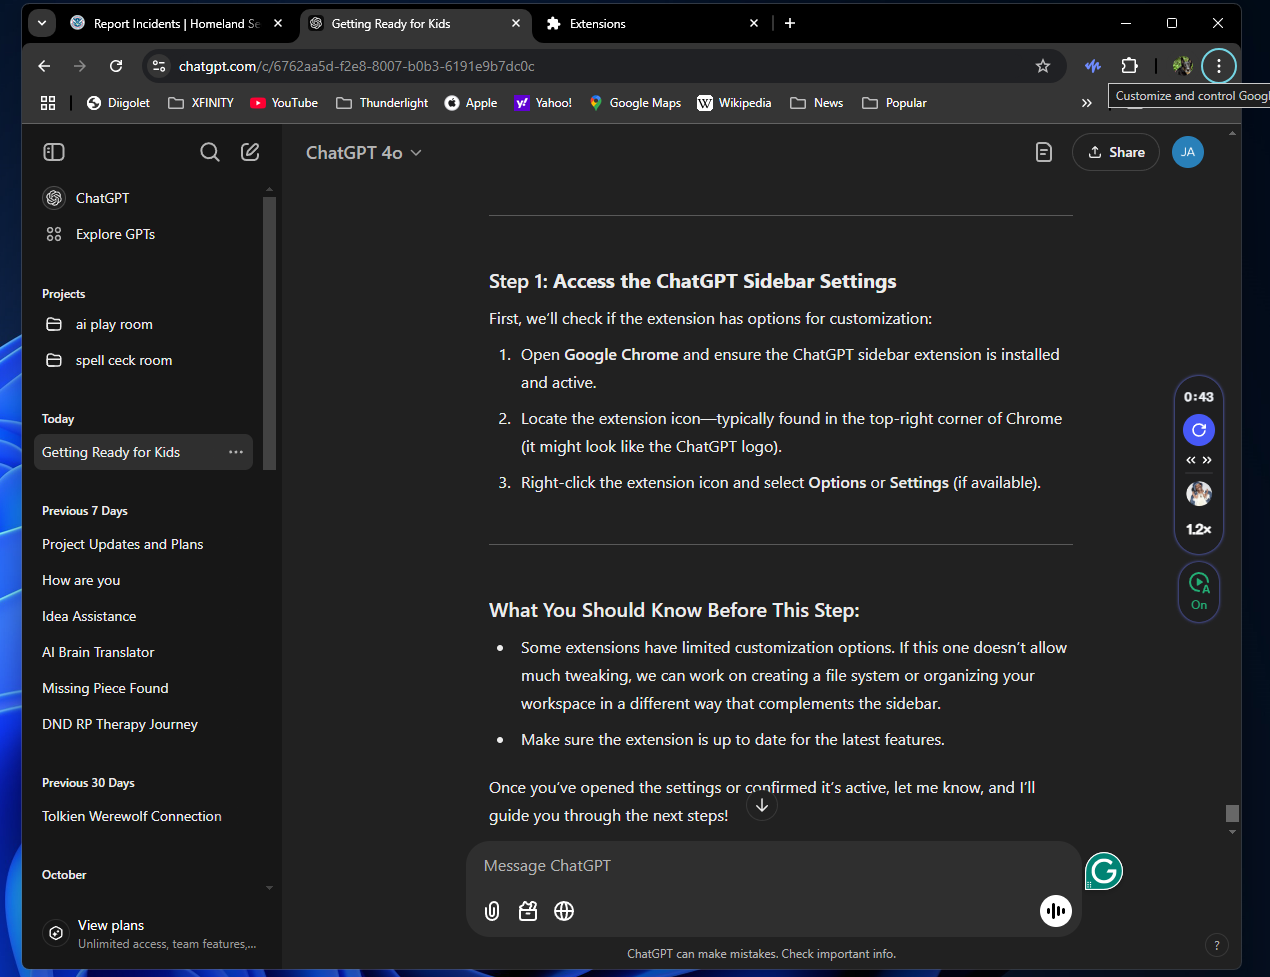 Report Incidents | Homeland Se
Getting Ready for Kids
Extensions
chatgpt.com/c/6762aa5d-f2e8-8007-b0b3-6191e9b7dc0c
Customize and control Googl
Diigolet
XFINITY
YouTube
Thunderlight
Apple
Yahoo!
Google Maps
Wikipedia
News
Popular
ChatGPT 4o
Share
JA
ChatGPT
Explore GPTs
Projects
ai play room
spell ceck room
Today
Getting Ready for Kids
Previous 7 Days
Project Updates and Plans
How are you
Idea Assistance
AI Brain Translator
Missing Piece Found
DND RP Therapy Journey
Previous 30 Days
Tolkien Werewolf Connection
October
View plans
Unlimited access, team features,...
Step 1: Access the ChatGPT Sidebar Settings
First, we’ll check if the extension has options for customization:
1. Open Google Chrome and ensure the ChatGPT sidebar extension is installed
and active.
2. Locate the extension icon—typically found in the top-right corner of Chrome
(it might look like the ChatGPT logo).
3. Right-click the extension icon and select Options or Settings (if available).
What You Should Know Before This Step:
• Some extensions have limited customization options. If this one doesn’t allow
much tweaking, we can work on creating a file system or organizing your
workspace in a different way that complements the sidebar.
• Make sure the extension is up to date for the latest features.
Once you’ve opened the settings or confirmed it’s active, let me know, and I’ll
guide you through the next steps!
Message ChatGPT
ChatGPT can make mistakes. Check important info.
0:43
1.2×
A
On
G
?